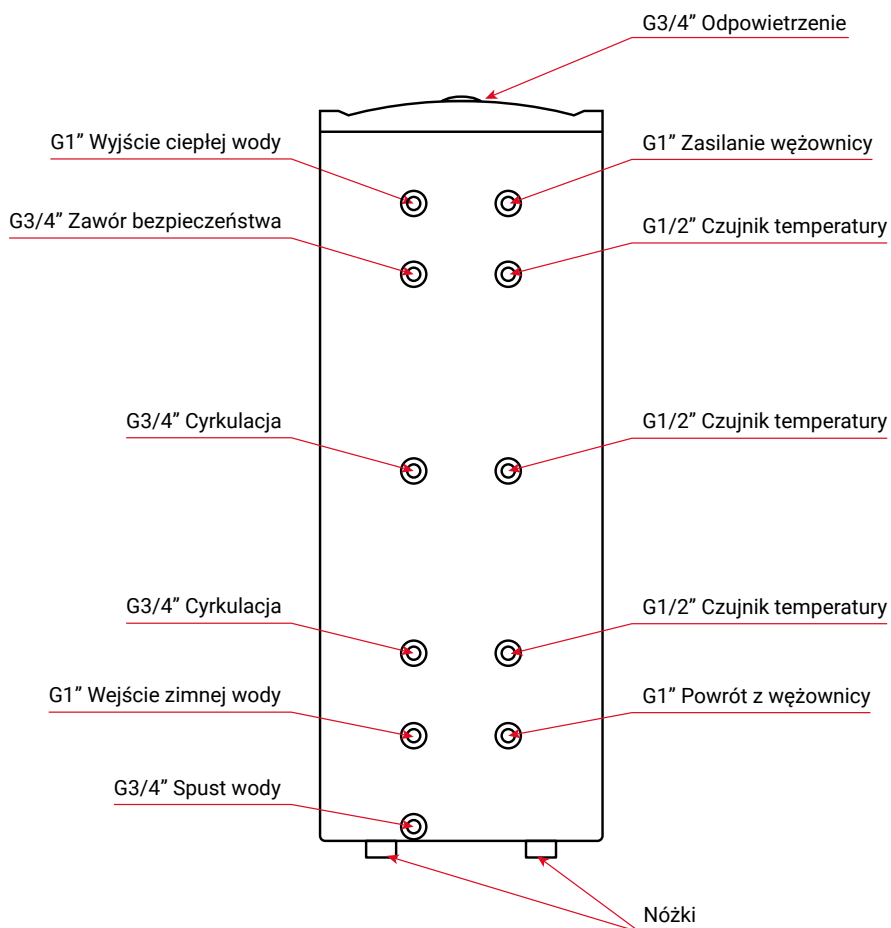 G3/4” Odpowietrzenie
G1” Wyjście ciepłej wody
G1” Zasilanie wężownicy
G3/4” Zawór bezpieczeństwa
G1/2” Czujnik temperatury
G3/4” Cyrkulacja
G1/2” Czujnik temperatury
G3/4” Cyrkulacja
G1/2” Czujnik temperatury
G1” Wejście zimnej wody
G1” Powrót z wężownicy
G3/4” Spust wody
Nóżki